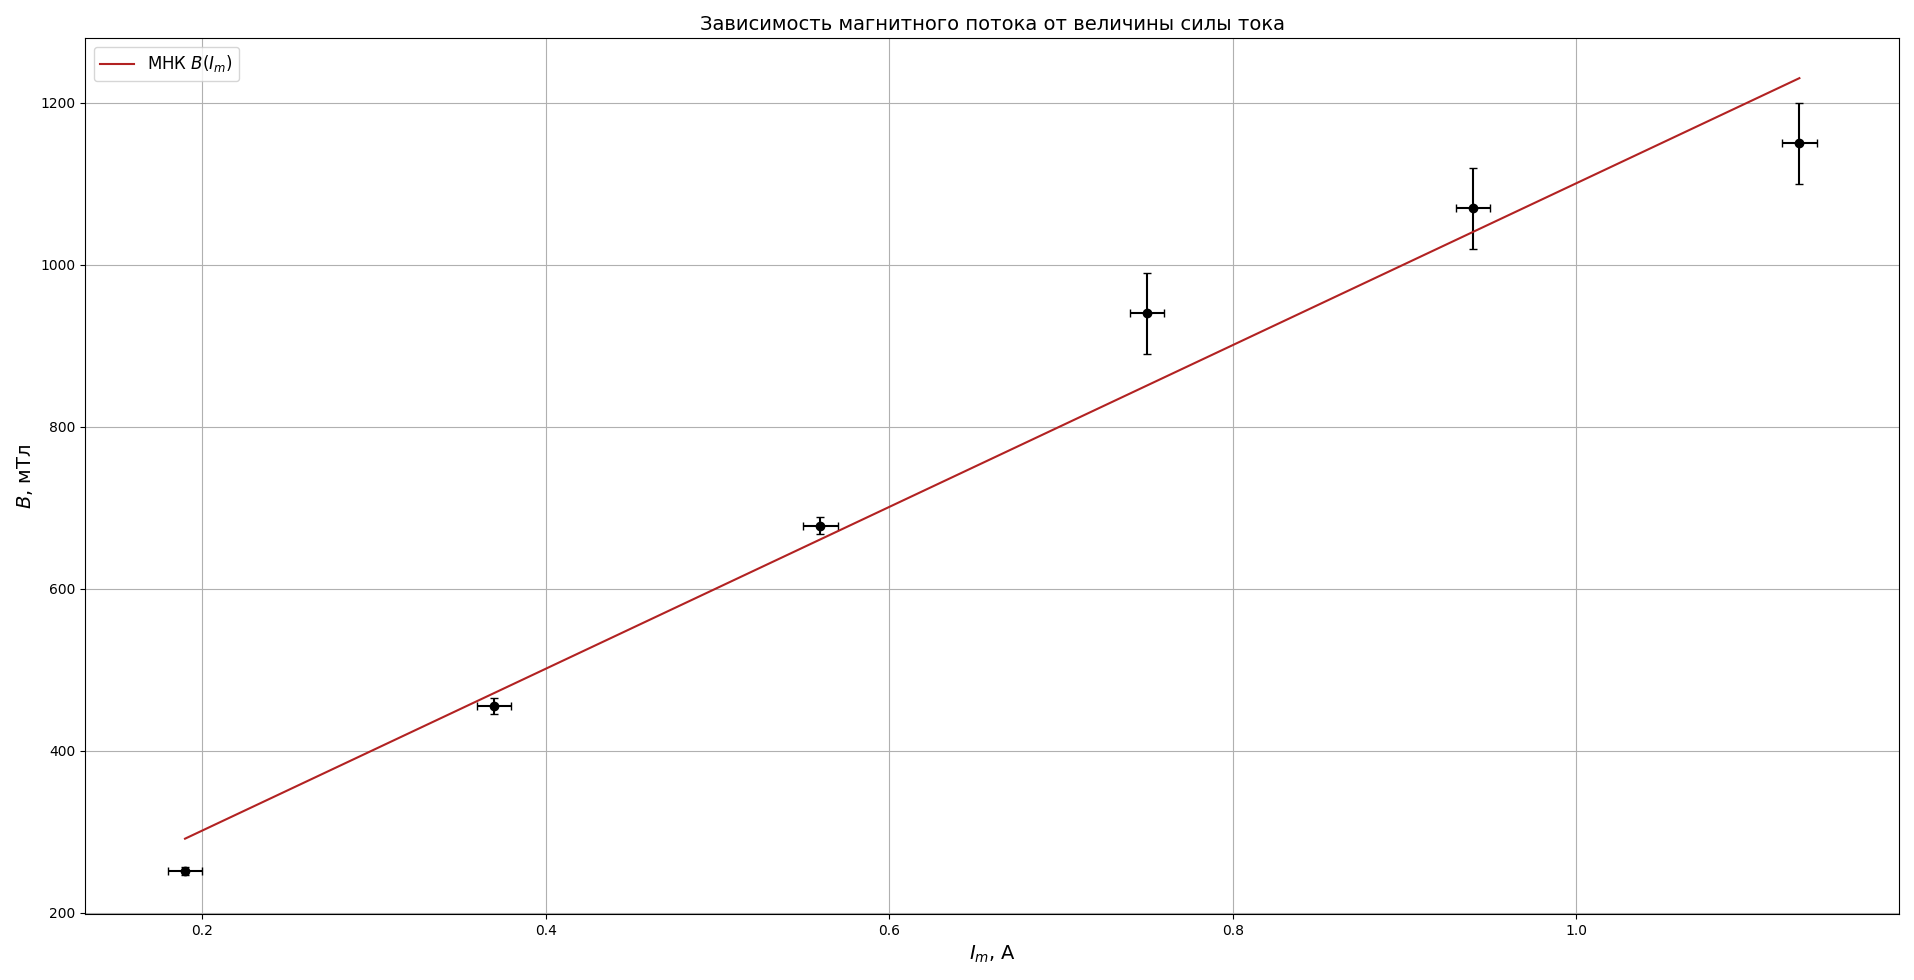 Зависимость магнитного потока от величины силы тока
МНК B(I_m)
1200
1000
800
600
400
200
B, мТл
0.2 0.4 0.6 0.8 1.0
I_m, А